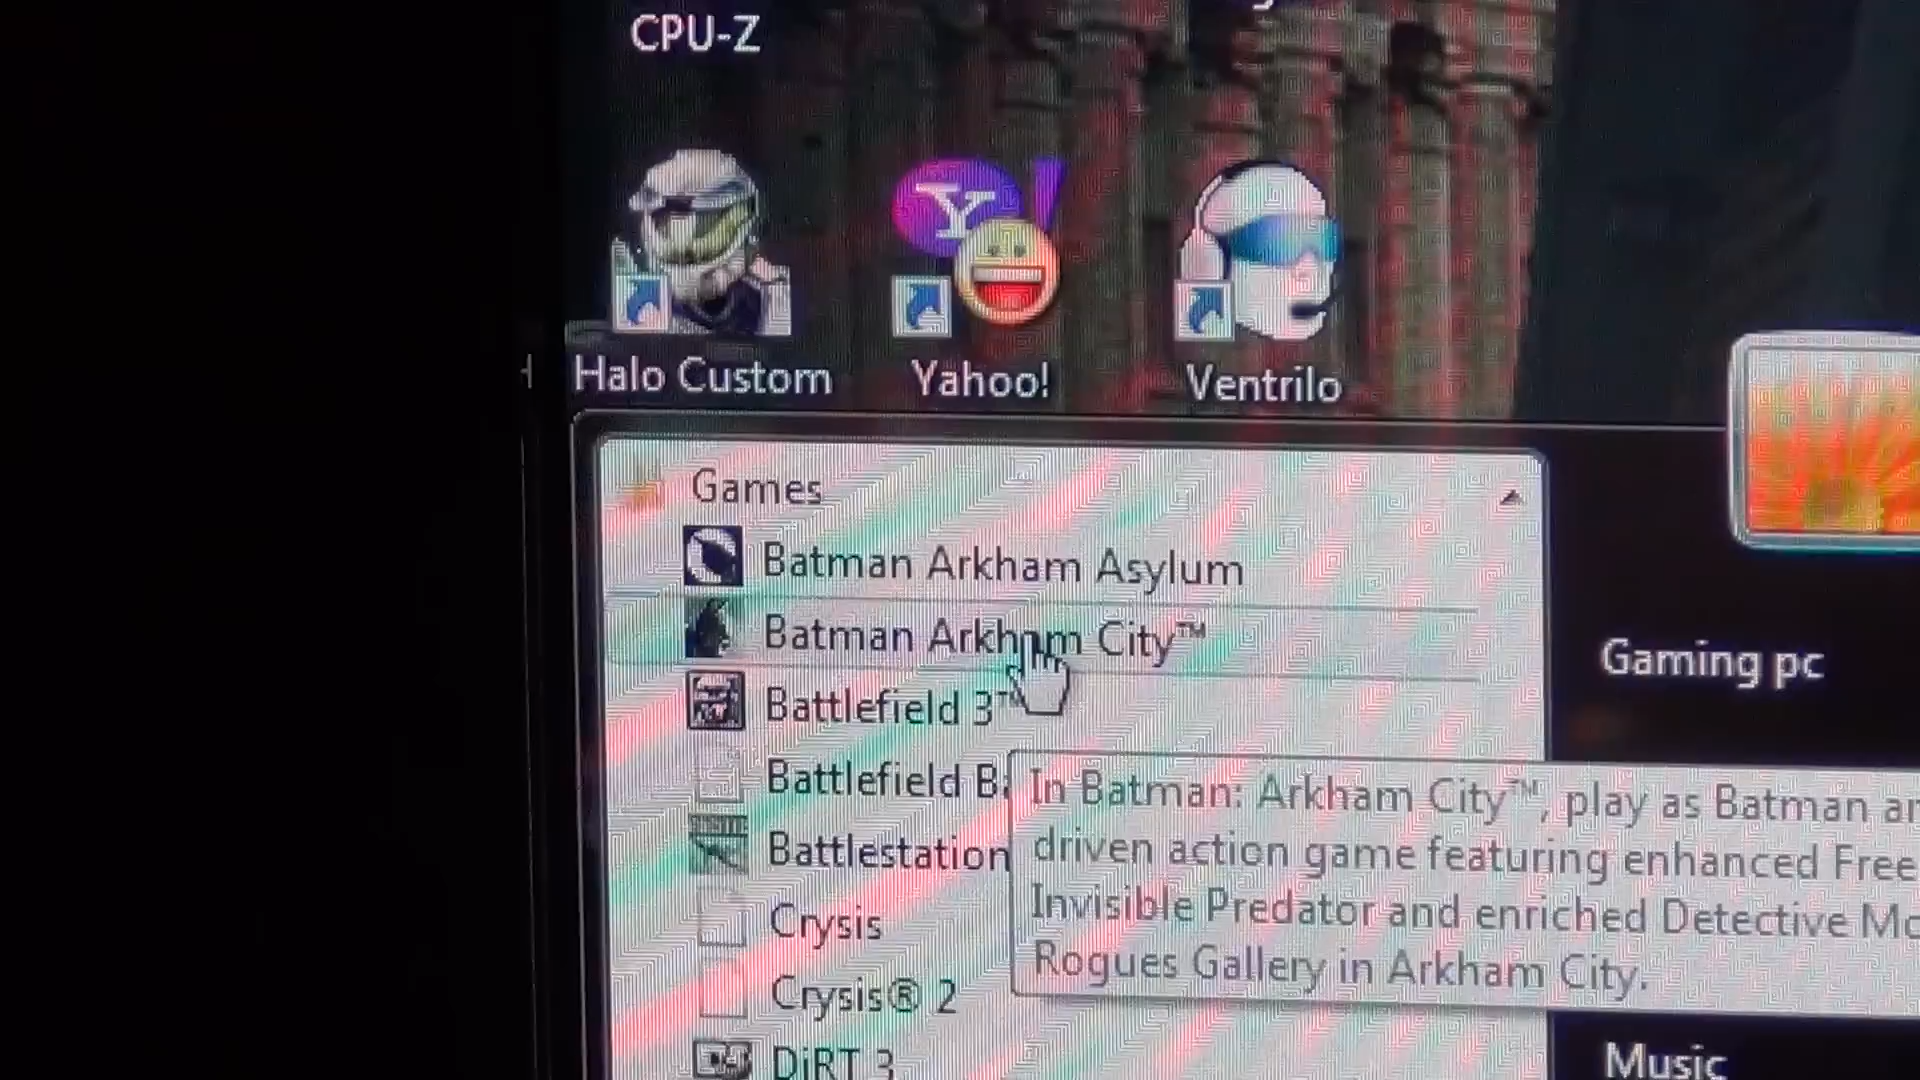 CPU-Z
Halo Custom
Yahoo!
Ventrilo
Games
Batman Arkham Asylum
Batman Arkham City™
Battlefield 3™
Battlefield B
Battlestation
Crysis
Crysis® 2
DiRT 3
In Batman: Arkham City™, play as Batman an
driven action game featuring enhanced Free
Invisible Predator and enriched Detective Mo
Rogues Gallery in Arkham City.
Gaming pc
Music